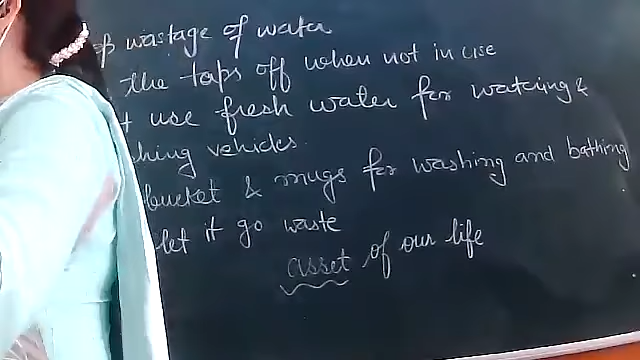 wastage of water
the taps off when not in use
use fresh water for watering &
hing vehicles.
bucket & mugs for washing and bathing
let it go waste
asset of our life